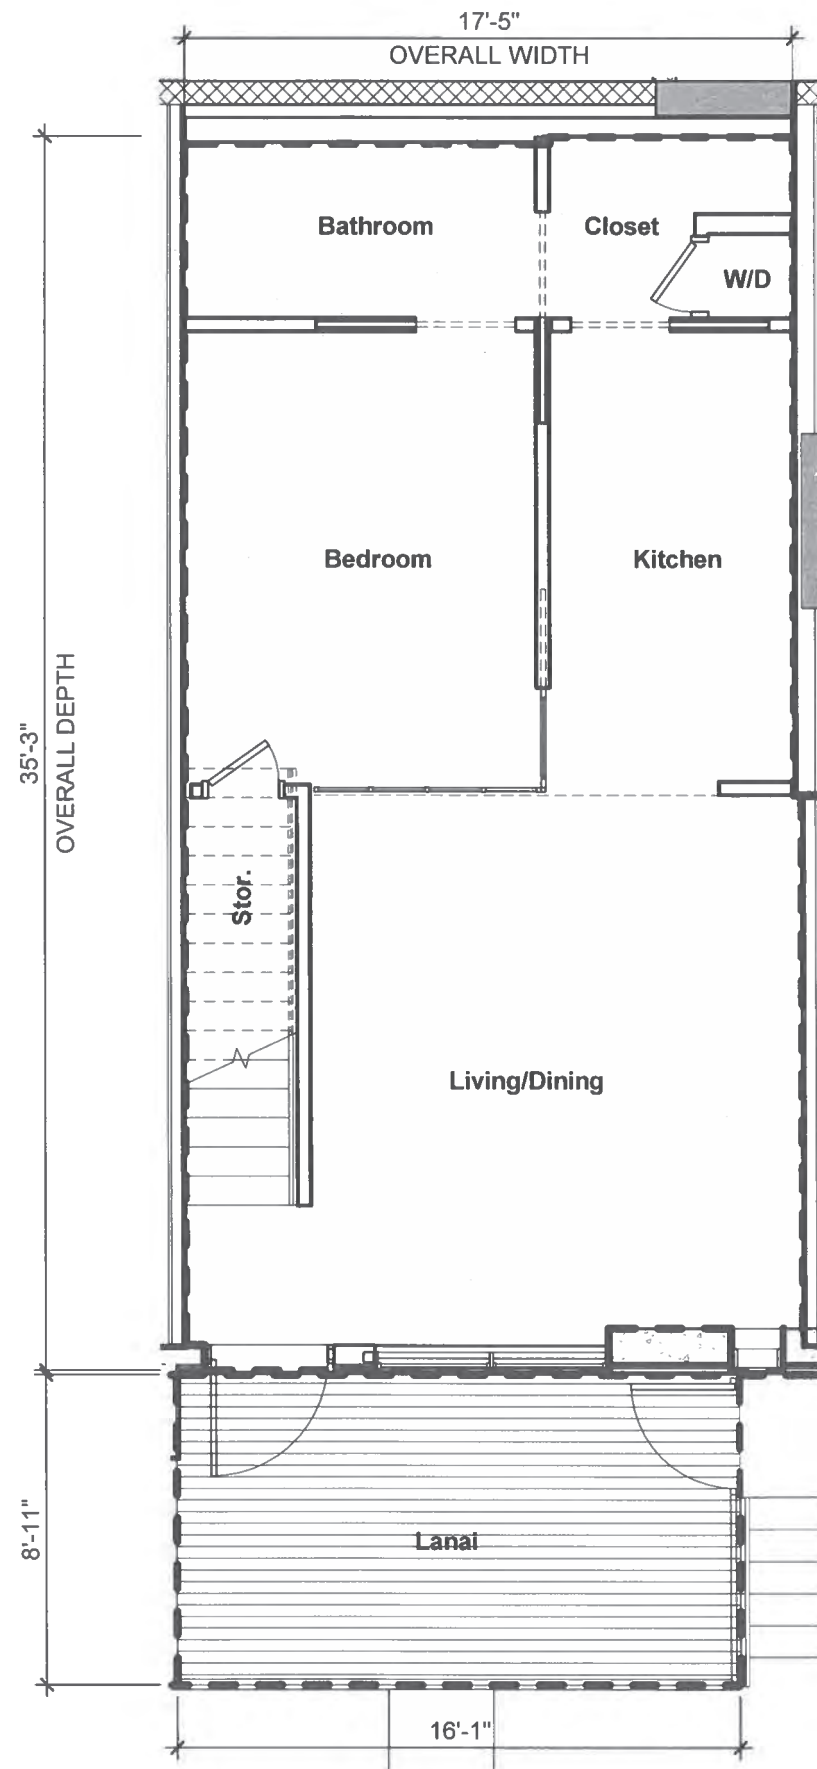 17'-5"
OVERALL WIDTH
Bathroom
Closet
W/D
Bedroom
Kitchen
35'-3"
OVERALL DEPTH
Stor.
Living/Dining
8'-11"
Lanai
16'-1"